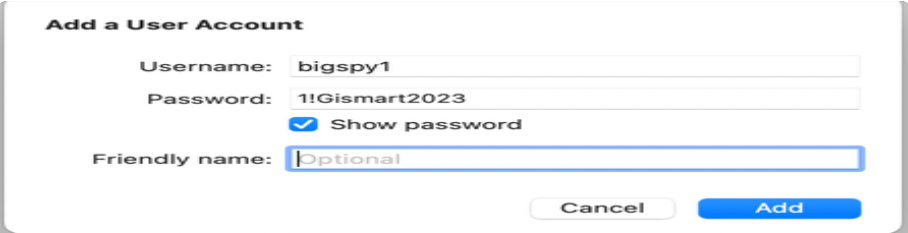 Add a User Account
Username: bigspy1
Password: 1!Gismart2023
Show password
Friendly name: Optional
Cancel Add